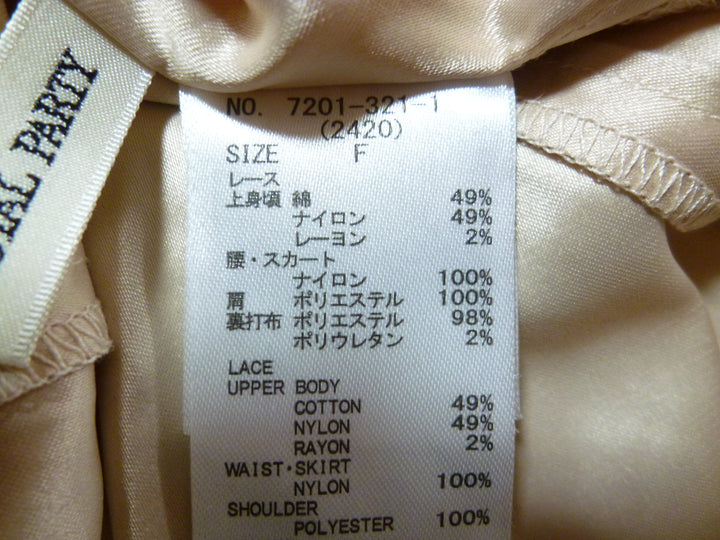 PARTY
NO. 7201-321-1
(2420)
SIZE F
レース
上身頃 綿 49%
ナイロン 49%
レーヨン 2%
腰・スカート
ナイロン 100%
肩 ポリエステル 100%
裏打布 ポリエステル 98%
ポリウレタン 2%
LACE
UPPER BODY
COTTON 49%
NYLON 49%
RAYON 2%
WAIST・SKIRT
NYLON 100%
SHOULDER
POLYESTER 100%